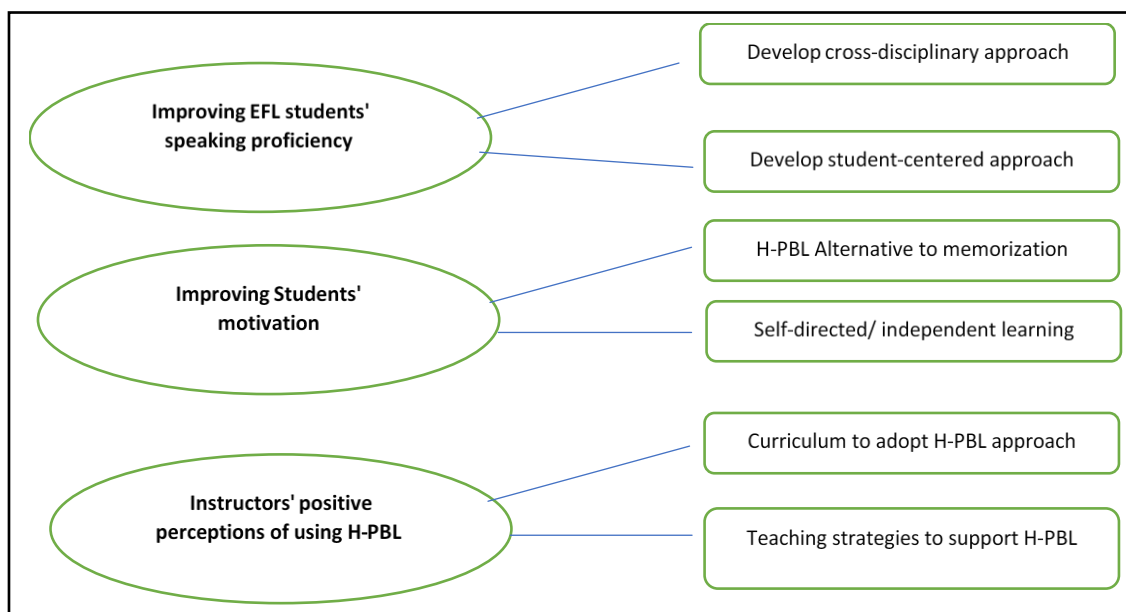 Improving EFL students'
speaking proficiency
Develop cross-disciplinary approach
Develop student-centered approach
Improving Students'
motivation
H-PBL Alternative to memorization
Self-directed/ independent learning
Instructors' positive
perceptions of using H-PBL
Curriculum to adopt H-PBL approach
Teaching strategies to support H-PBL